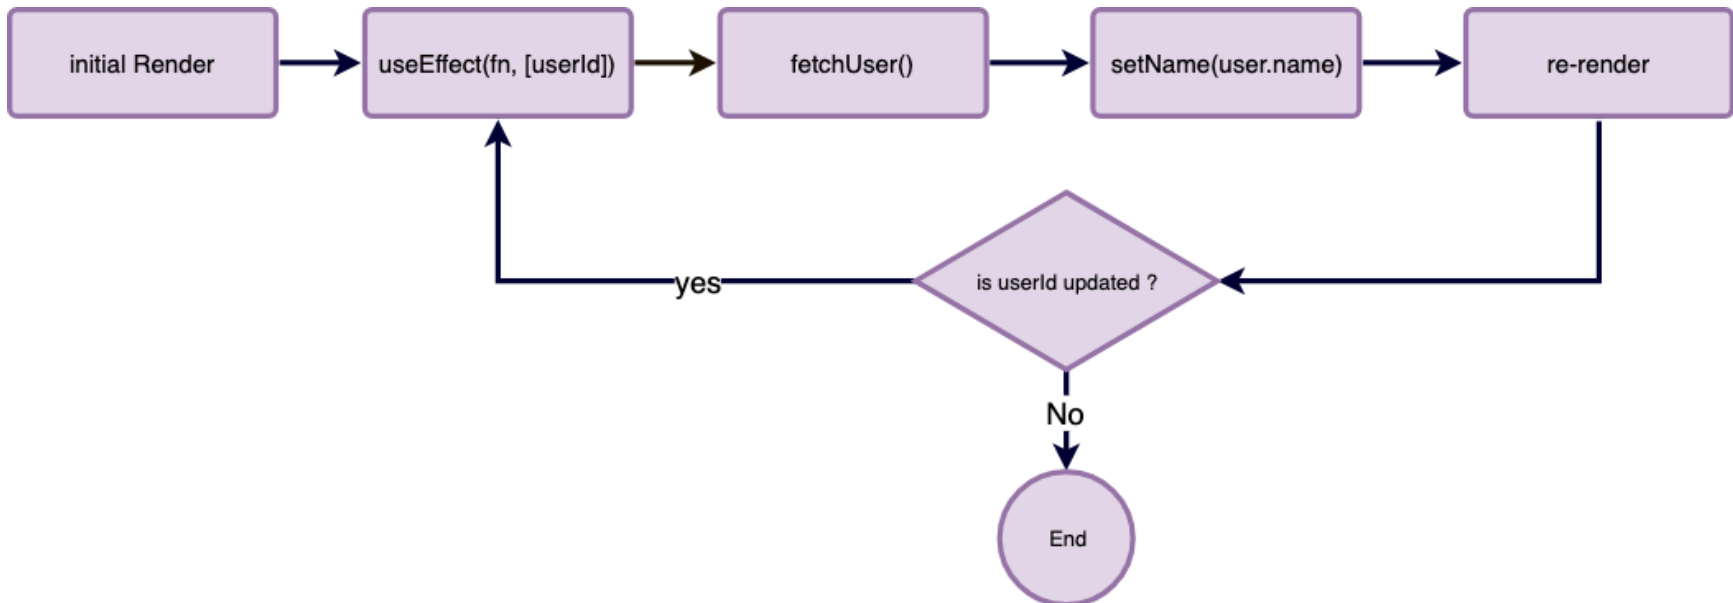 initial Render
useEffect(fn, [userId])
fetchUser()
setName(user.name)
re-render
is userId updated ?
yes
No
End